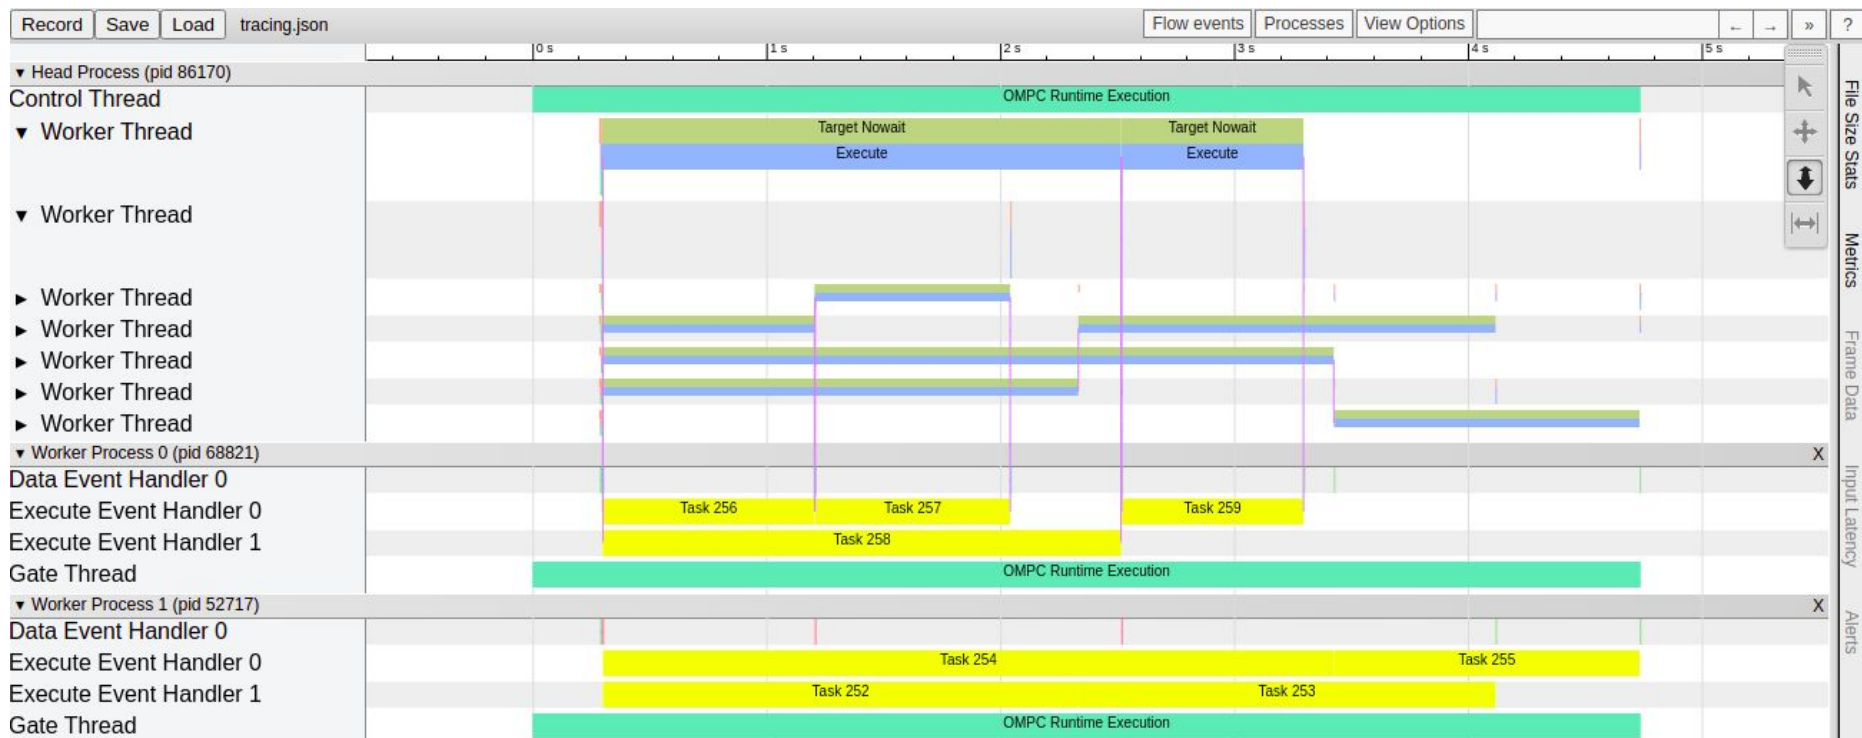 Record Save Load tracing.json Flow events Processes View Options ← → » ?
0 s 1 s 2 s 3 s 4 s 5 s
▾ Head Process (pid 86170)
Control Thread OMPC Runtime Execution
▾ Worker Thread Target Nowait Target Nowait
Execute Execute
▾ Worker Thread
▸ Worker Thread
▸ Worker Thread
▸ Worker Thread
▸ Worker Thread
▸ Worker Thread
▾ Worker Process 0 (pid 68821) X
Data Event Handler 0
Execute Event Handler 0 Task 256 Task 257 Task 259
Execute Event Handler 1 Task 258
Gate Thread OMPC Runtime Execution
▾ Worker Process 1 (pid 52717) X
Data Event Handler 0
Execute Event Handler 0 Task 254 Task 255
Execute Event Handler 1 Task 252 Task 253
Gate Thread OMPC Runtime Execution
File Size Stats
Metrics
Frame Data
Input Latency
Alerts